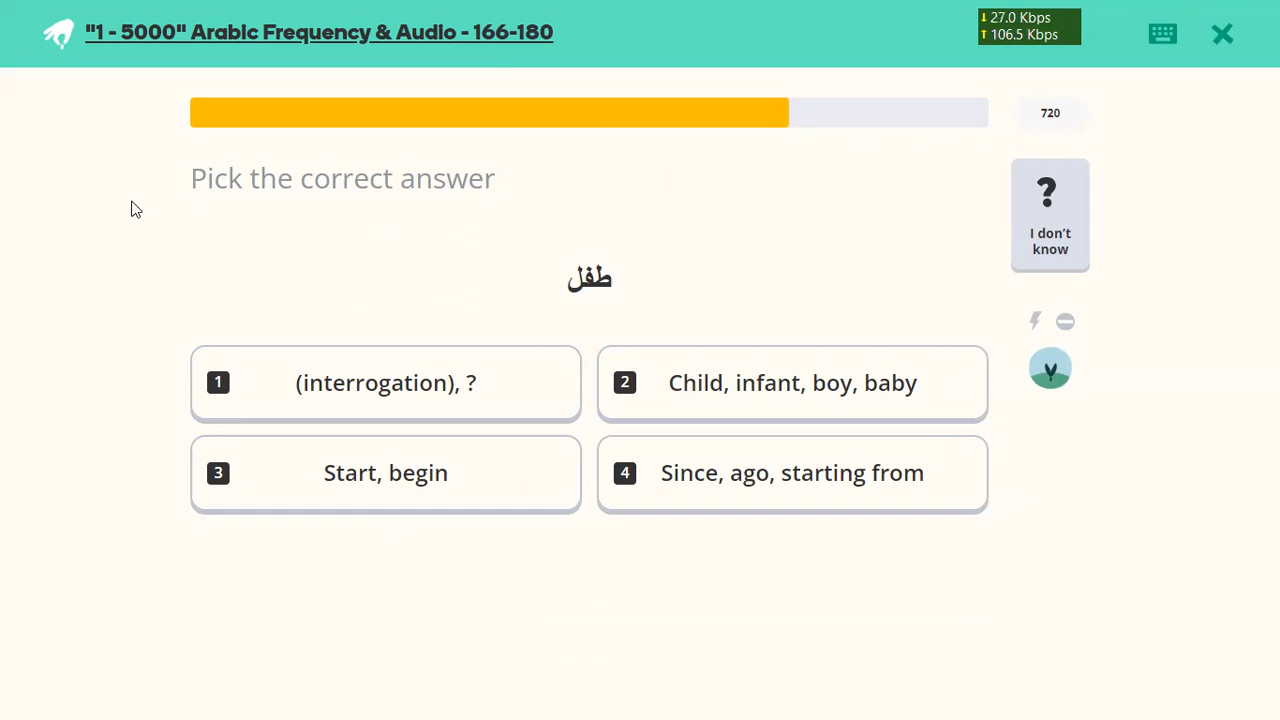 "1 - 5000" Arabic Frequency & Audio - 166-180
↓ 27.0 Kbps
↑ 106.5 Kbps
720
Pick the correct answer
?
I don't
know
طفل
1 (interrogation), ?
2 Child, infant, boy, baby
3 Start, begin
4 Since, ago, starting from